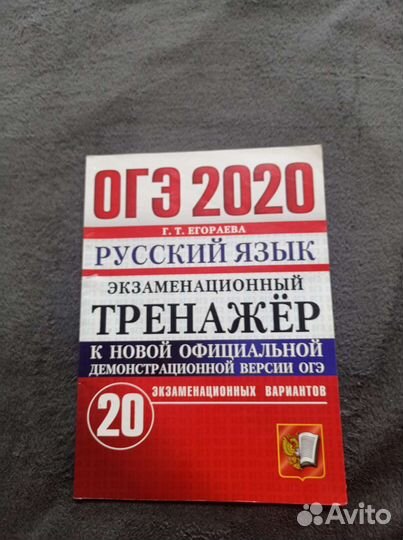 ОГЭ 2020
Г. Т. ЕГОРАЕВА
РУССКИЙ ЯЗЫК
ЭКЗАМЕНАЦИОННЫЙ
ТРЕНАЖЁР
К НОВОЙ ОФИЦИАЛЬНОЙ
ДЕМОНСТРАЦИОННОЙ ВЕРСИИ ОГЭ
20 ЭКЗАМЕНАЦИОННЫХ ВАРИАНТОВ
Avito